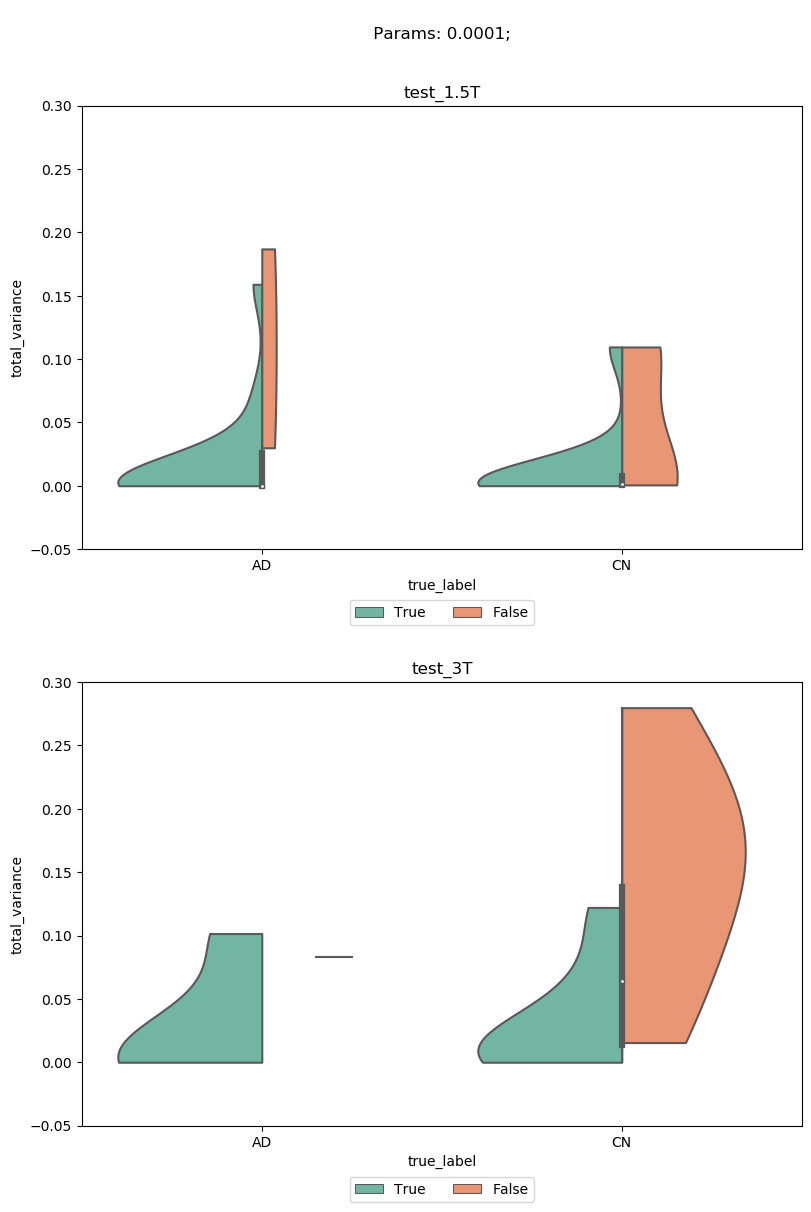 Params: 0.0001;
test_1.5T
0.30
0.25
0.20
0.15
0.10
0.05
0.00
−0.05
total_variance
AD CN
true_label
True False
test_3T
0.30
0.25
0.20
0.15
0.10
0.05
0.00
−0.05
total_variance
AD CN
true_label
True False